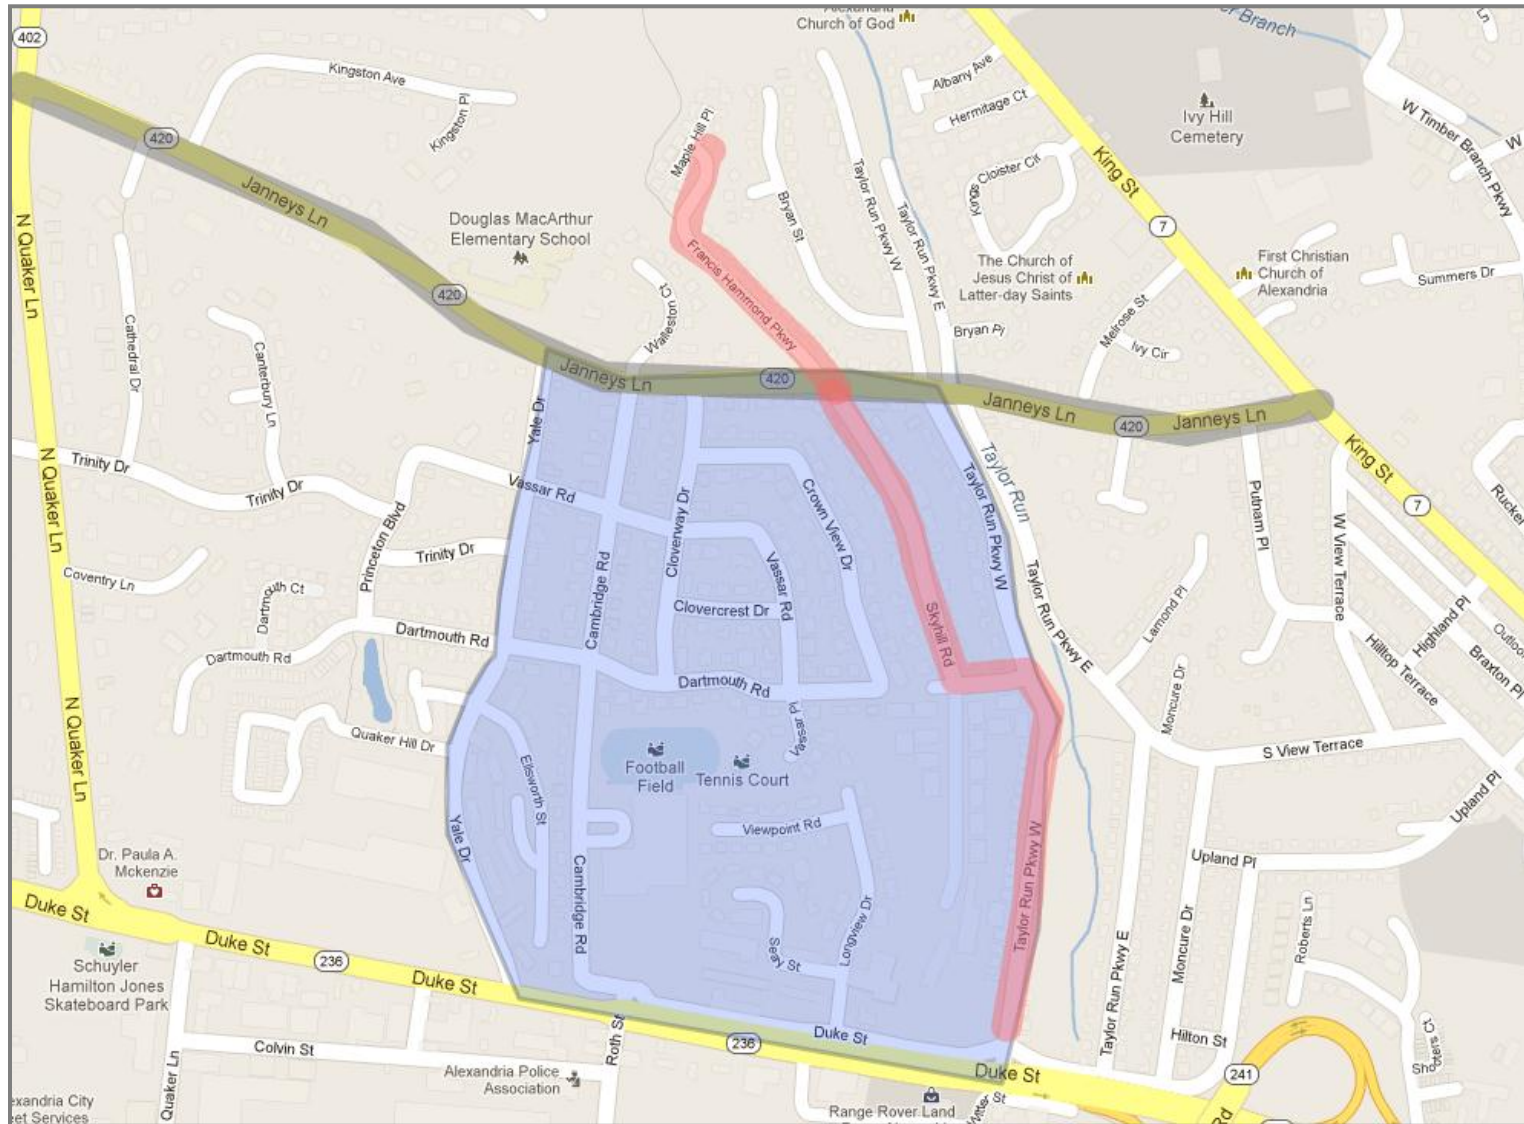 402
Kingston Ave
Kingston Pl
420
Janneys Ln
N Quaker Ln
Church of God
Albany Ave
Hermitage Ct
Ivy Hill
Cemetery
King St
W Timber Branch Pkwy
W
Ln
Branch
Maple Hill Pl
Bryan St
Taylor Run Pkwy W
Taylor Run Pkwy E
Kings Cloister Cir
7
Douglas MacArthur
Elementary School
Francis Hammond Pkwy
The Church of
Jesus Christ of
Latter-day Saints
First Christian
Church of
Alexandria
Summers Dr
Walleston Ct
420
Cathedral Dr
Canterbury Ln
Bryan Pl
Melrose St
Ivy Cir
Janneys Ln
420
Janneys Ln
420
Janneys Ln
King St
7
Rucker
Yale Dr
Trinity Dr
N Quaker Ln
Trinity Dr
Vassar Rd
Cloverway Dr
Crown View Dr
Taylor Run Pkwy W
Taylor Run
Putnam Pl
W View Terrace
Princeton Blvd
Trinity Dr
Coventry Ln
Dartmouth Ct
Cambridge Rd
Vassar Rd
Clovercrest Dr
Skyhill Rd
Taylor Run Pkwy E
Lamond Pl
Highland Pl
Hilltop Terrace
Braxton Pl
Dartmouth Rd
Dartmouth Rd
Dartmouth Rd
Vassar Pl
Moncure Dr
N Quaker Ln
Quaker Hill Dr
Ellsworth St
Football
Field
Tennis Court
S View Terrace
Upland Pl
Viewpoint Rd
Yale Dr
Taylor Run Pkwy W
Upland Pl
Dr. Paula A.
Mckenzie
Cambridge Rd
Longview Dr
Seay St
Moncure Dr
Taylor Run Pkwy E
Roberts Ln
Duke St
Duke St
236
Duke St
Schuyler
Hamilton Jones
Skateboard Park
Duke St
236
Duke St
Hilton St
241
Colvin St
Roth St
Quaker Ln
Alexandria Police
Association
Range Rover Land
Witter St
Rd